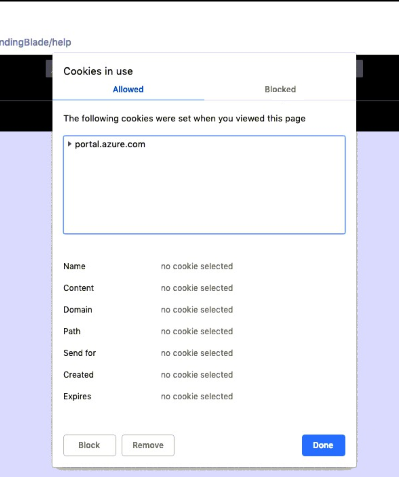 ndingBlade/help
Cookies in use
Allowed Blocked
The following cookies were set when you viewed this page
portal.azure.com
Name no cookie selected
Content no cookie selected
Domain no cookie selected
Path no cookie selected
Send for no cookie selected
Created no cookie selected
Expires no cookie selected
Block Remove Done